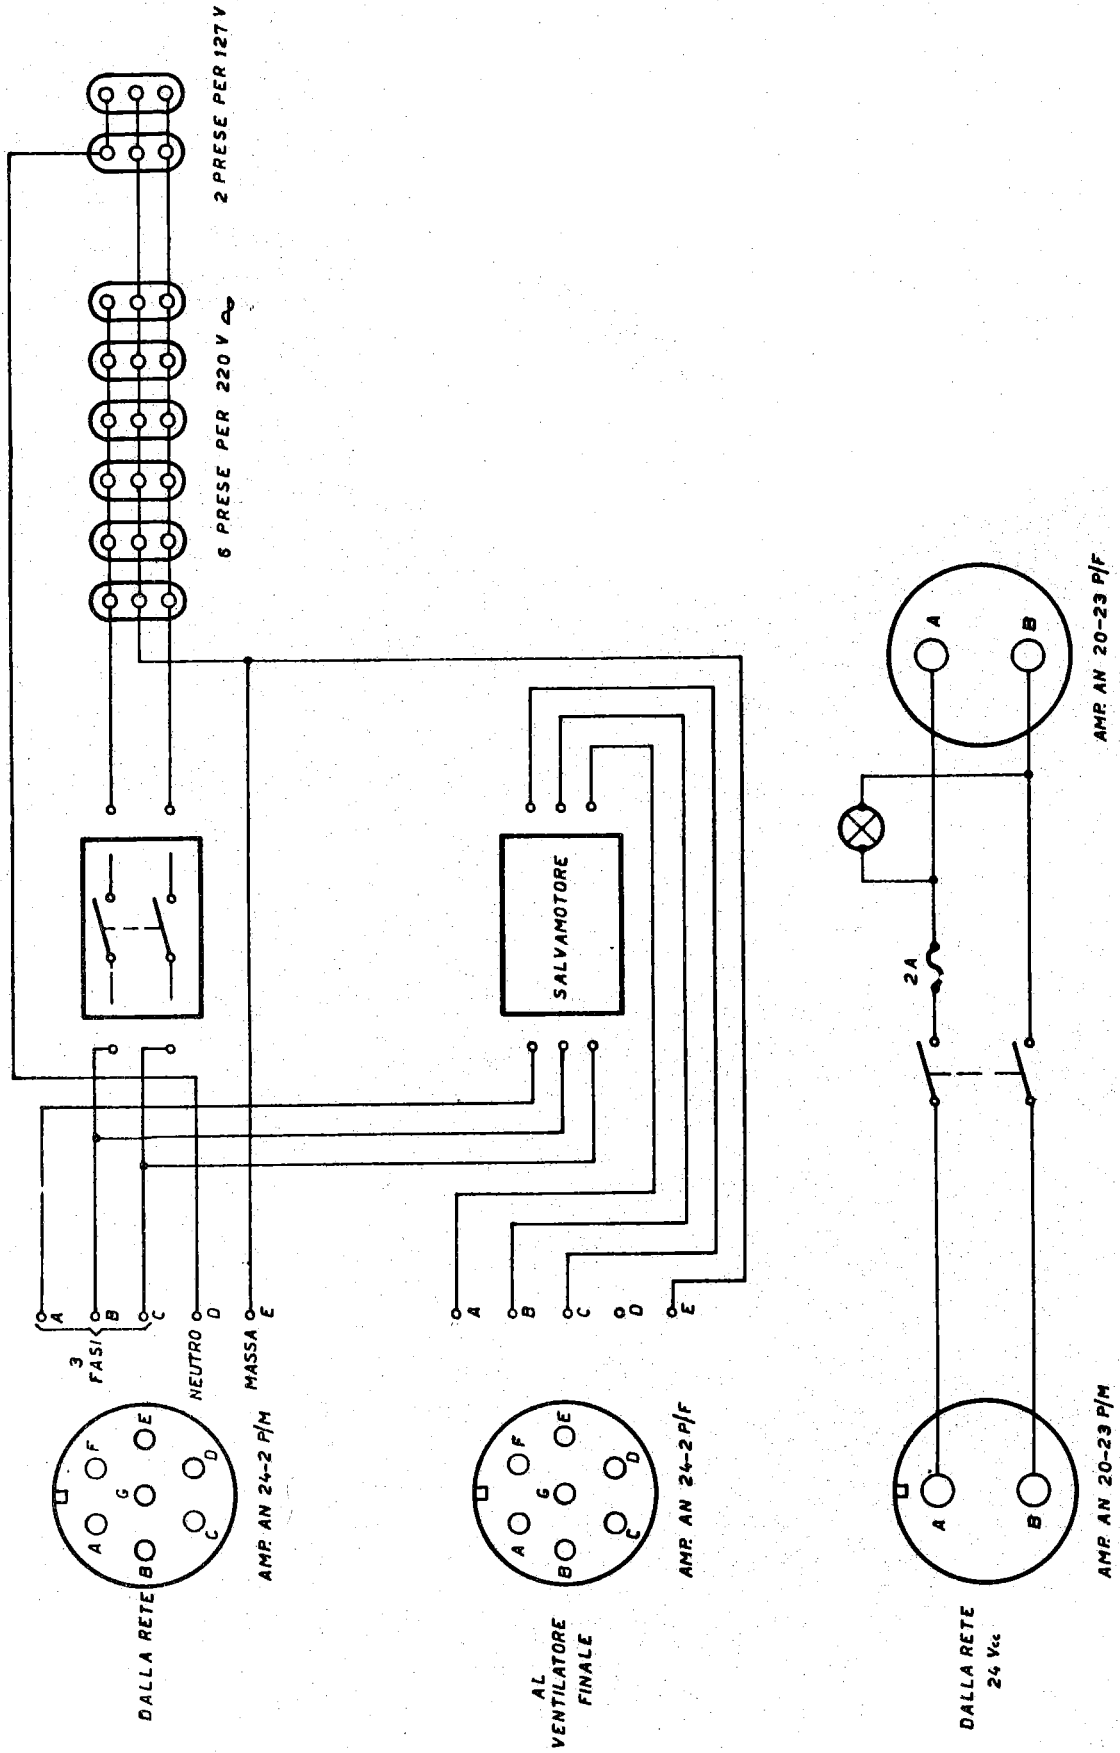 2 PRESE PER 127 V
6 PRESE PER 220 V ~
3
FASI
A
B
C
NEUTRO D
MASSA E
DALLA RETE
A
B
C
D
E
F
G
AMP. AN 24-2 P/M
SALVAMOTORE
A
B
C
D
E
AL
VENTILATORE
FINALE
A
B
C
D
E
F
G
AMP. AN 24-2 P/F
2 A
DALLA RETE
24 Vcc
A
B
AMP. AN 20-23 P/M
A
B
AMP. AN 20-23 P/F